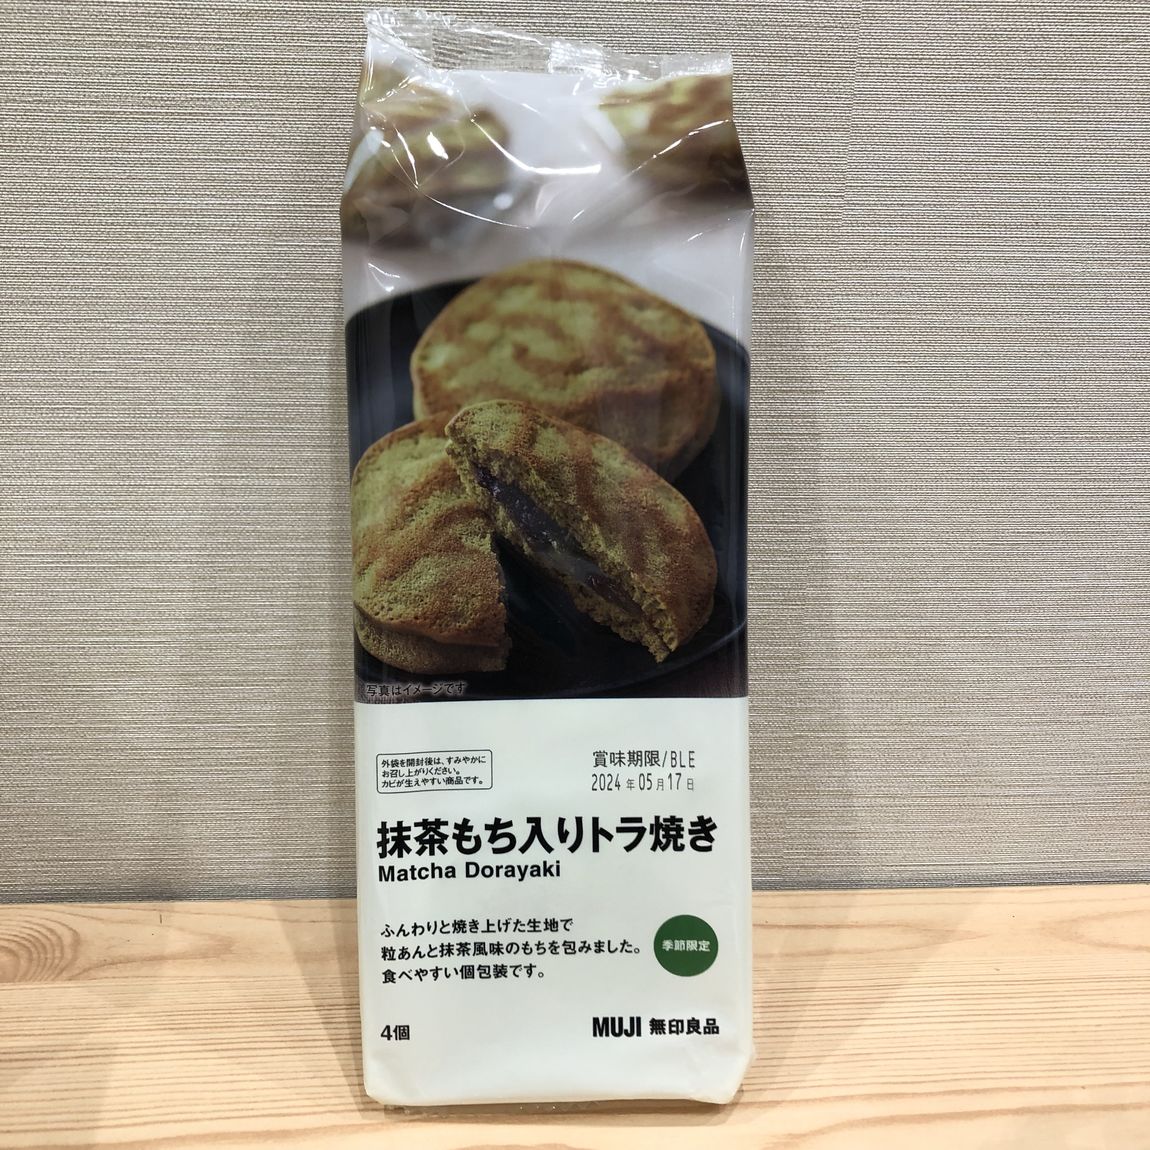 写真はイメージです
外袋を開封後は、すみやかに
お召し上がりください。
カビが生えやすい商品です。
賞味期限/BLE
2024年05月17日
抹茶もち入りトラ焼き
Matcha Dorayaki
ふんわりと焼き上げた生地で
粒あんと抹茶風味のもちを包みました。
食べやすい個包装です。
季節限定
4個
MUJI 無印良品